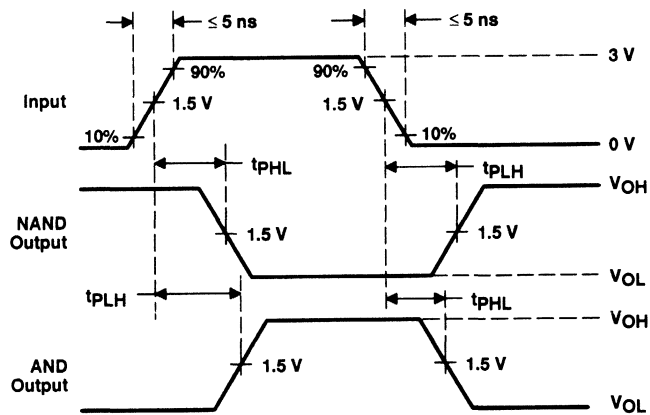 ≤ 5 ns
≤ 5 ns
3 V
90%
90%
Input
1.5 V
1.5 V
10%
10%
0 V
tPHL
tPLH
VOH
NAND
Output
1.5 V
1.5 V
VOL
tPLH
tPHL
VOH
AND
Output
1.5 V
1.5 V
VOL